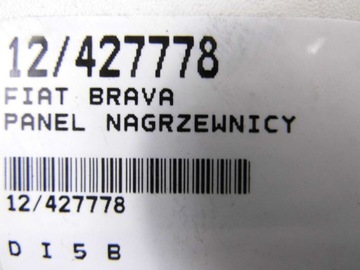 12/427778
FIAT BRAVA
PANEL NAGRZEWNICY
12/427778
D I 5 B